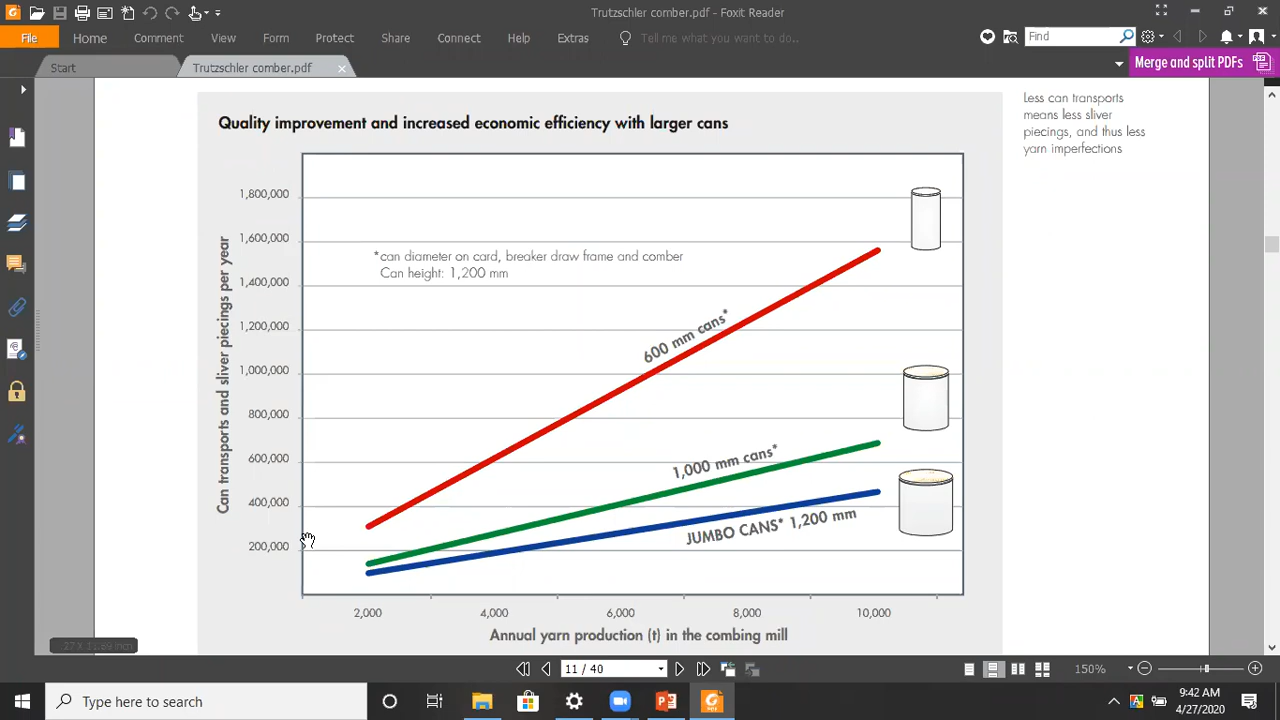 Trutzschler comber.pdf - Foxit Reader
File Home Comment View Form Protect Share Connect Help Extras Tell me what you want to do.. Find
Start Trutzschler comber.pdf Merge and split PDFs
Quality improvement and increased economic efficiency with larger cans
Less can transports
means less sliver
piecings, and thus less
yarn imperfections
Can transports and sliver piecings per year
1,800,000
1,600,000
1,400,000
1,200,000
1,000,000
800,000
600,000
400,000
200,000
*can diameter on card, breaker draw frame and comber
Can height: 1,200 mm
600 mm cans*
1,000 mm cans*
JUMBO CANS* 1,200 mm
2,000 4,000 6,000 8,000 10,000
Annual yarn production (t) in the combing mill
11 / 40 150%
Type here to search
9:42 AM
4/27/2020